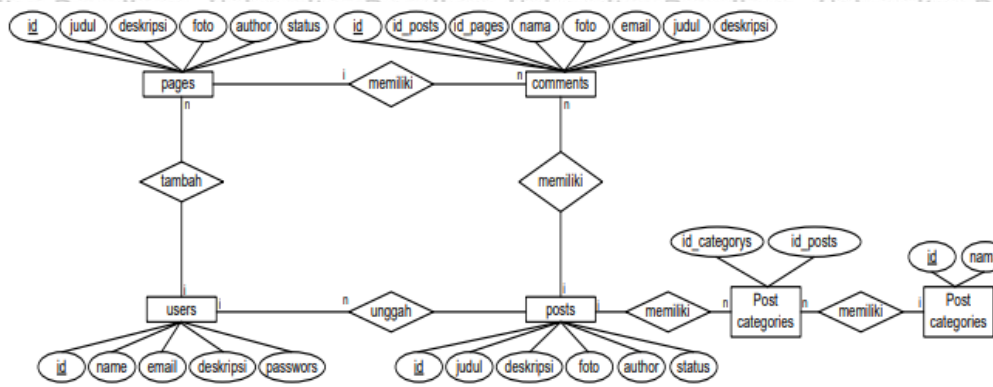 id judul deskripsi foto author status
id id_posts id_pages nama foto email judul deskripsi
pages i memiliki n comments
n n
tambah memiliki
id_categorys id_posts
id nam
i i
users i n unggah posts i memiliki n Post categories n memiliki i Post categories
id name email deskripsi passwors
id judul deskripsi foto author status